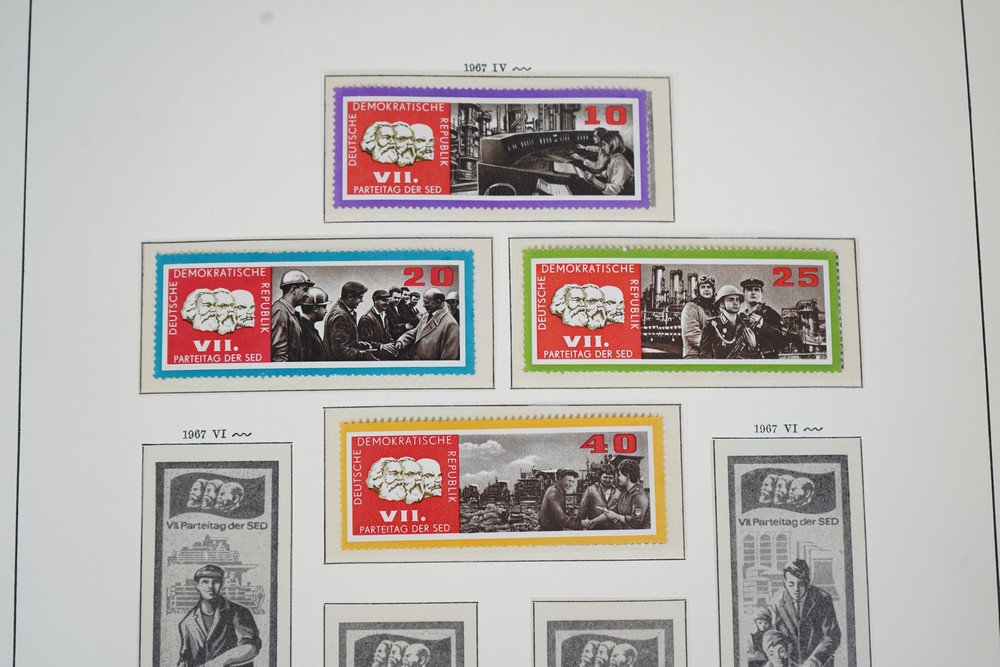 1967 IV
DEUTSCHE
DEMOKRATISCHE
REPUBLIK
VII.
PARTEITAG DER SED
10
DEUTSCHE
DEMOKRATISCHE
REPUBLIK
VII.
PARTEITAG DER SED
20
DEUTSCHE
DEMOKRATISCHE
REPUBLIK
VII.
PARTEITAG DER SED
25
DEUTSCHE
DEMOKRATISCHE
REPUBLIK
VII.
PARTEITAG DER SED
40
1967 VI
VII. Parteitag der SED
1967 VI
VII. Parteitag der SED